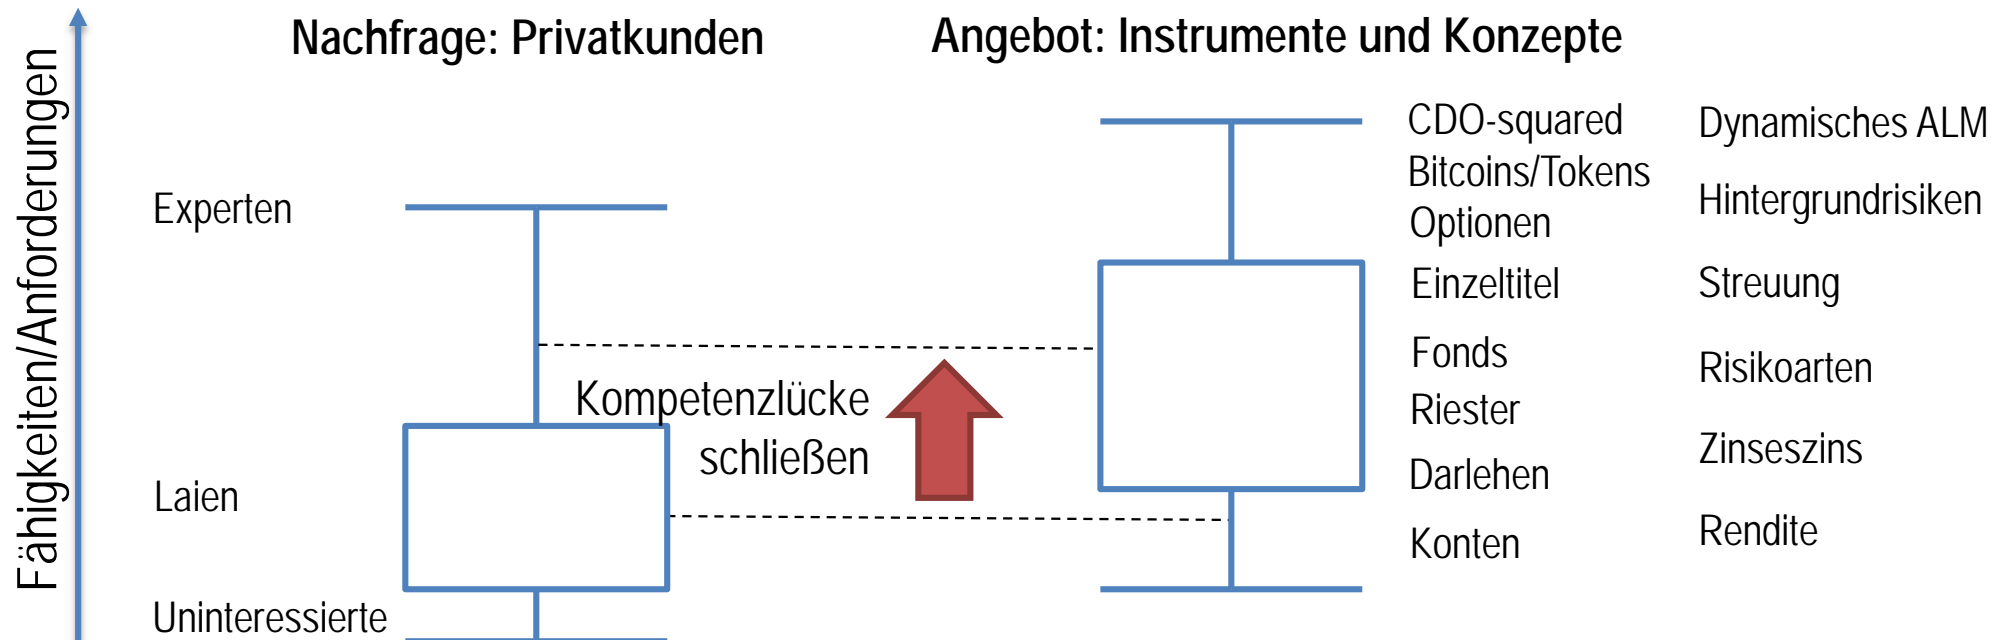 Fähigkeiten/Anforderungen
Nachfrage: Privatkunden
Experten
Laien
Uninteressierte
Kompetenzlücke
schließen
Angebot: Instrumente und Konzepte
CDO-squared
Bitcoins/Tokens
Optionen
Einzeltitel
Fonds
Riester
Darlehen
Konten
Dynamisches ALM
Hintergrundrisiken
Streuung
Risikoarten
Zinseszins
Rendite